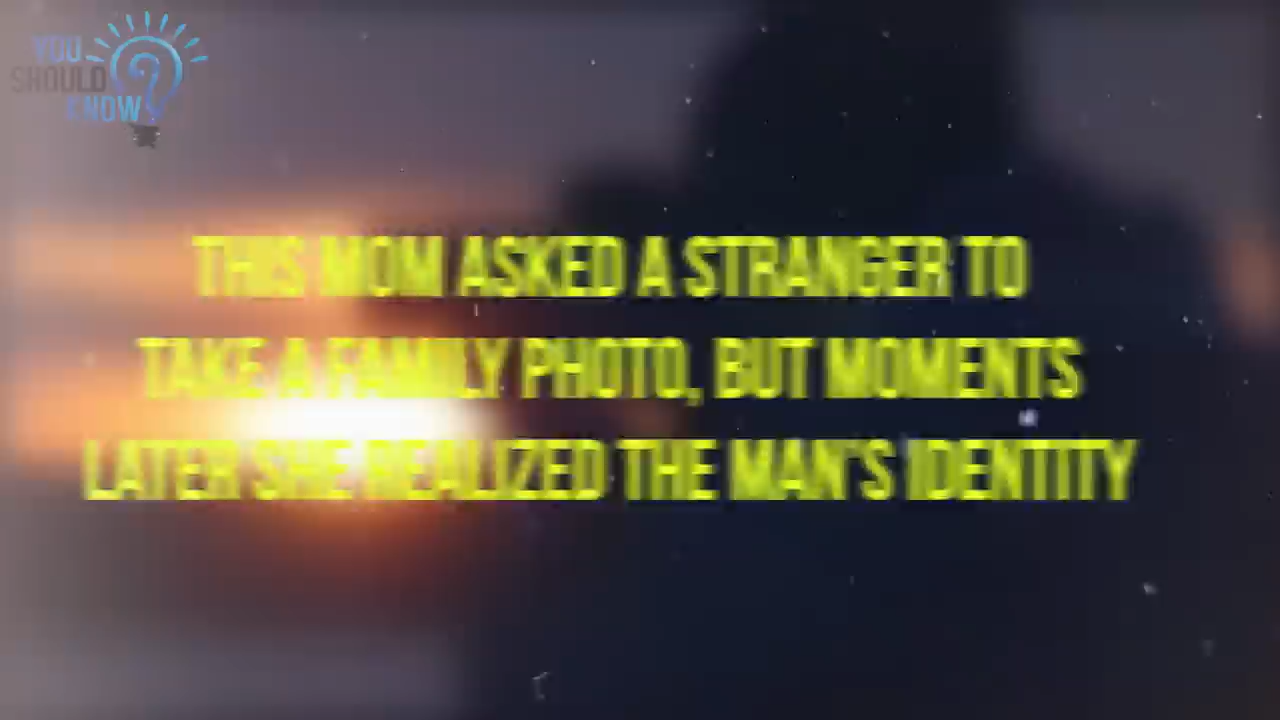 YOU
SHOULD
KNOW
THIS MOM ASKED A STRANGER TO
TAKE A FAMILY PHOTO, BUT MOMENTS
LATER SHE REALIZED THE MAN'S IDENTITY